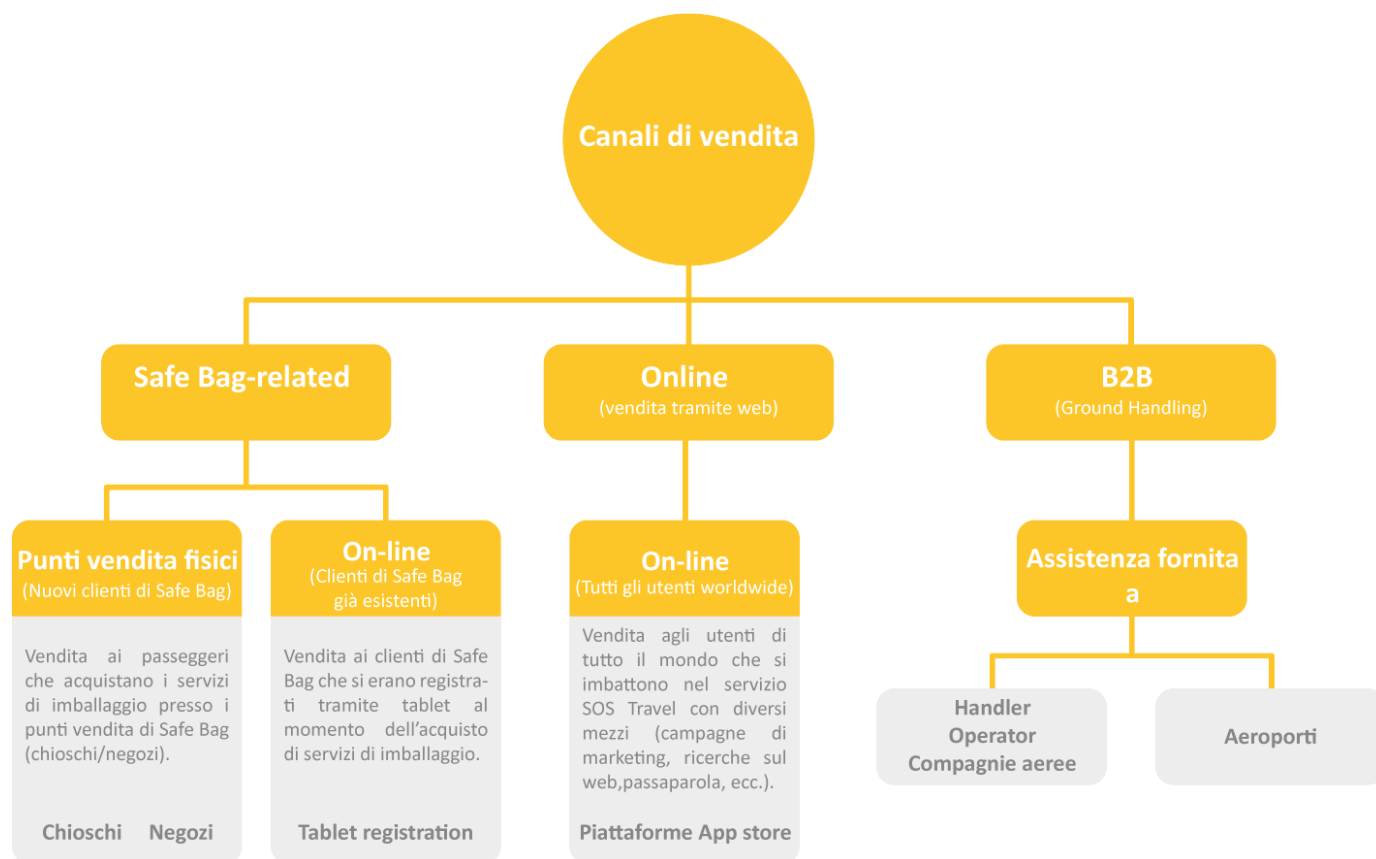 Canali di vendita
Safe Bag-related
Online
(vendita tramite web)
B2B
(Ground Handling)
Punti vendita fisici
(Nuovi clienti di Safe Bag)
Vendita ai passeggeri
che acquistano i servizi
di imballaggio presso i
punti vendita di Safe Bag
(chioschi/negozi).
Chioschi Negozi
On-line
(Clienti di Safe Bag
già esistenti)
Vendita ai clienti di Safe
Bag che si erano registra-
ti tramite tablet al
momento dell’acquisto
di servizi di imballaggio.
Tablet registration
On-line
(Tutti gli utenti worldwide)
Vendita agli utenti di
tutto il mondo che si
imbattono nel servizio
SOS Travel con diversi
mezzi (campagne di
marketing, ricerche sul
web,passaparola, ecc.).
Piattaforme App store
Assistenza fornita
a
Handler
Operator
Compagnie aeree
Aeroporti